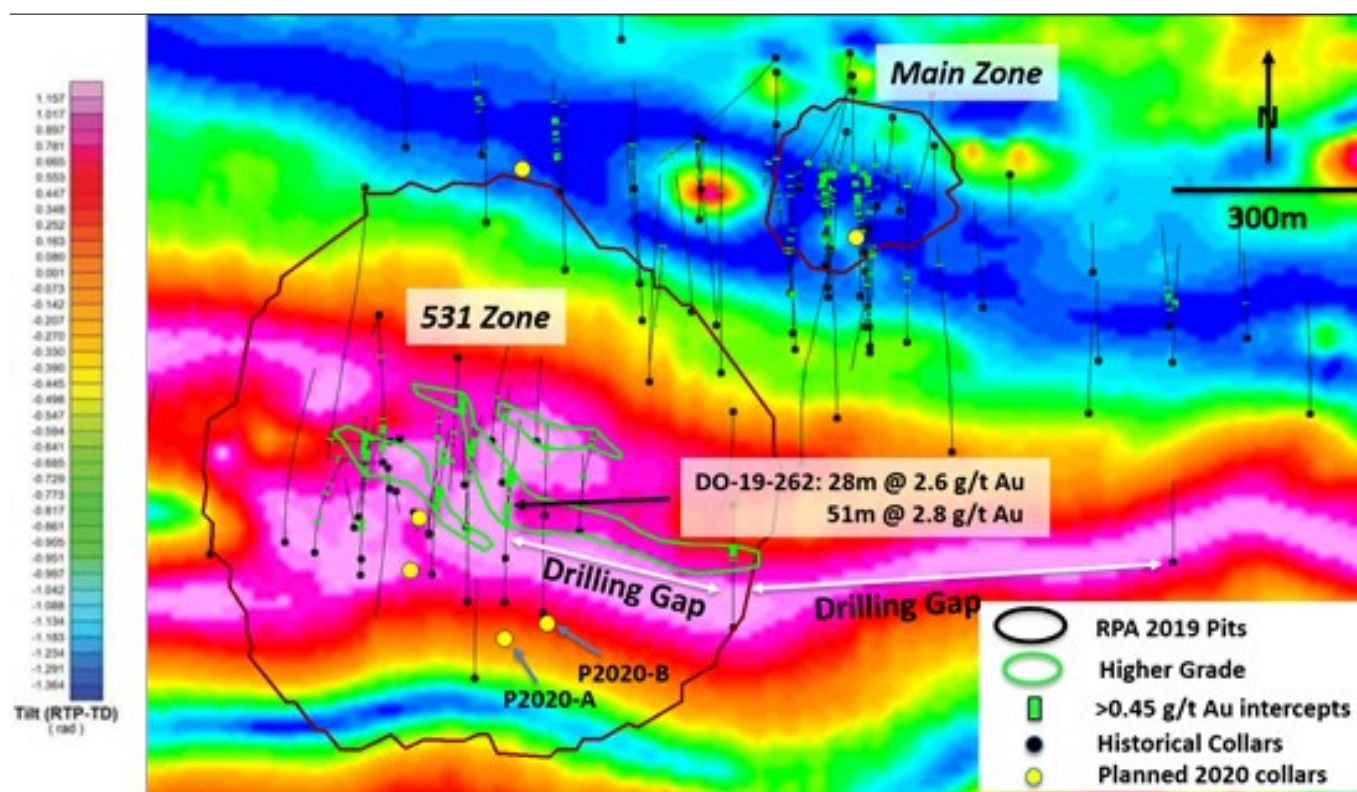 Main Zone
N
300m
531 Zone
DO-19-262: 28m @ 2.6 g/t Au
51m @ 2.8 g/t Au
Drilling Gap
Drilling Gap
P2020-B
P2020-A
RPA 2019 Pits
Higher Grade
>0.45 g/t Au intercepts
Historical Collars
Planned 2020 collars
1.157
1.017
0.897
0.781
0.665
0.553
0.447
0.348
0.252
0.163
0.080
0.001
-0.073
-0.142
-0.207
-0.270
-0.330
-0.390
-0.445
-0.498
-0.547
-0.594
-0.641
-0.685
-0.729
-0.773
-0.817
-0.861
-0.905
-0.951
-0.997
-1.042
-1.088
-1.134
-1.183
-1.234
-1.291
-1.364
Tilt (RTP-TD)
( rad )